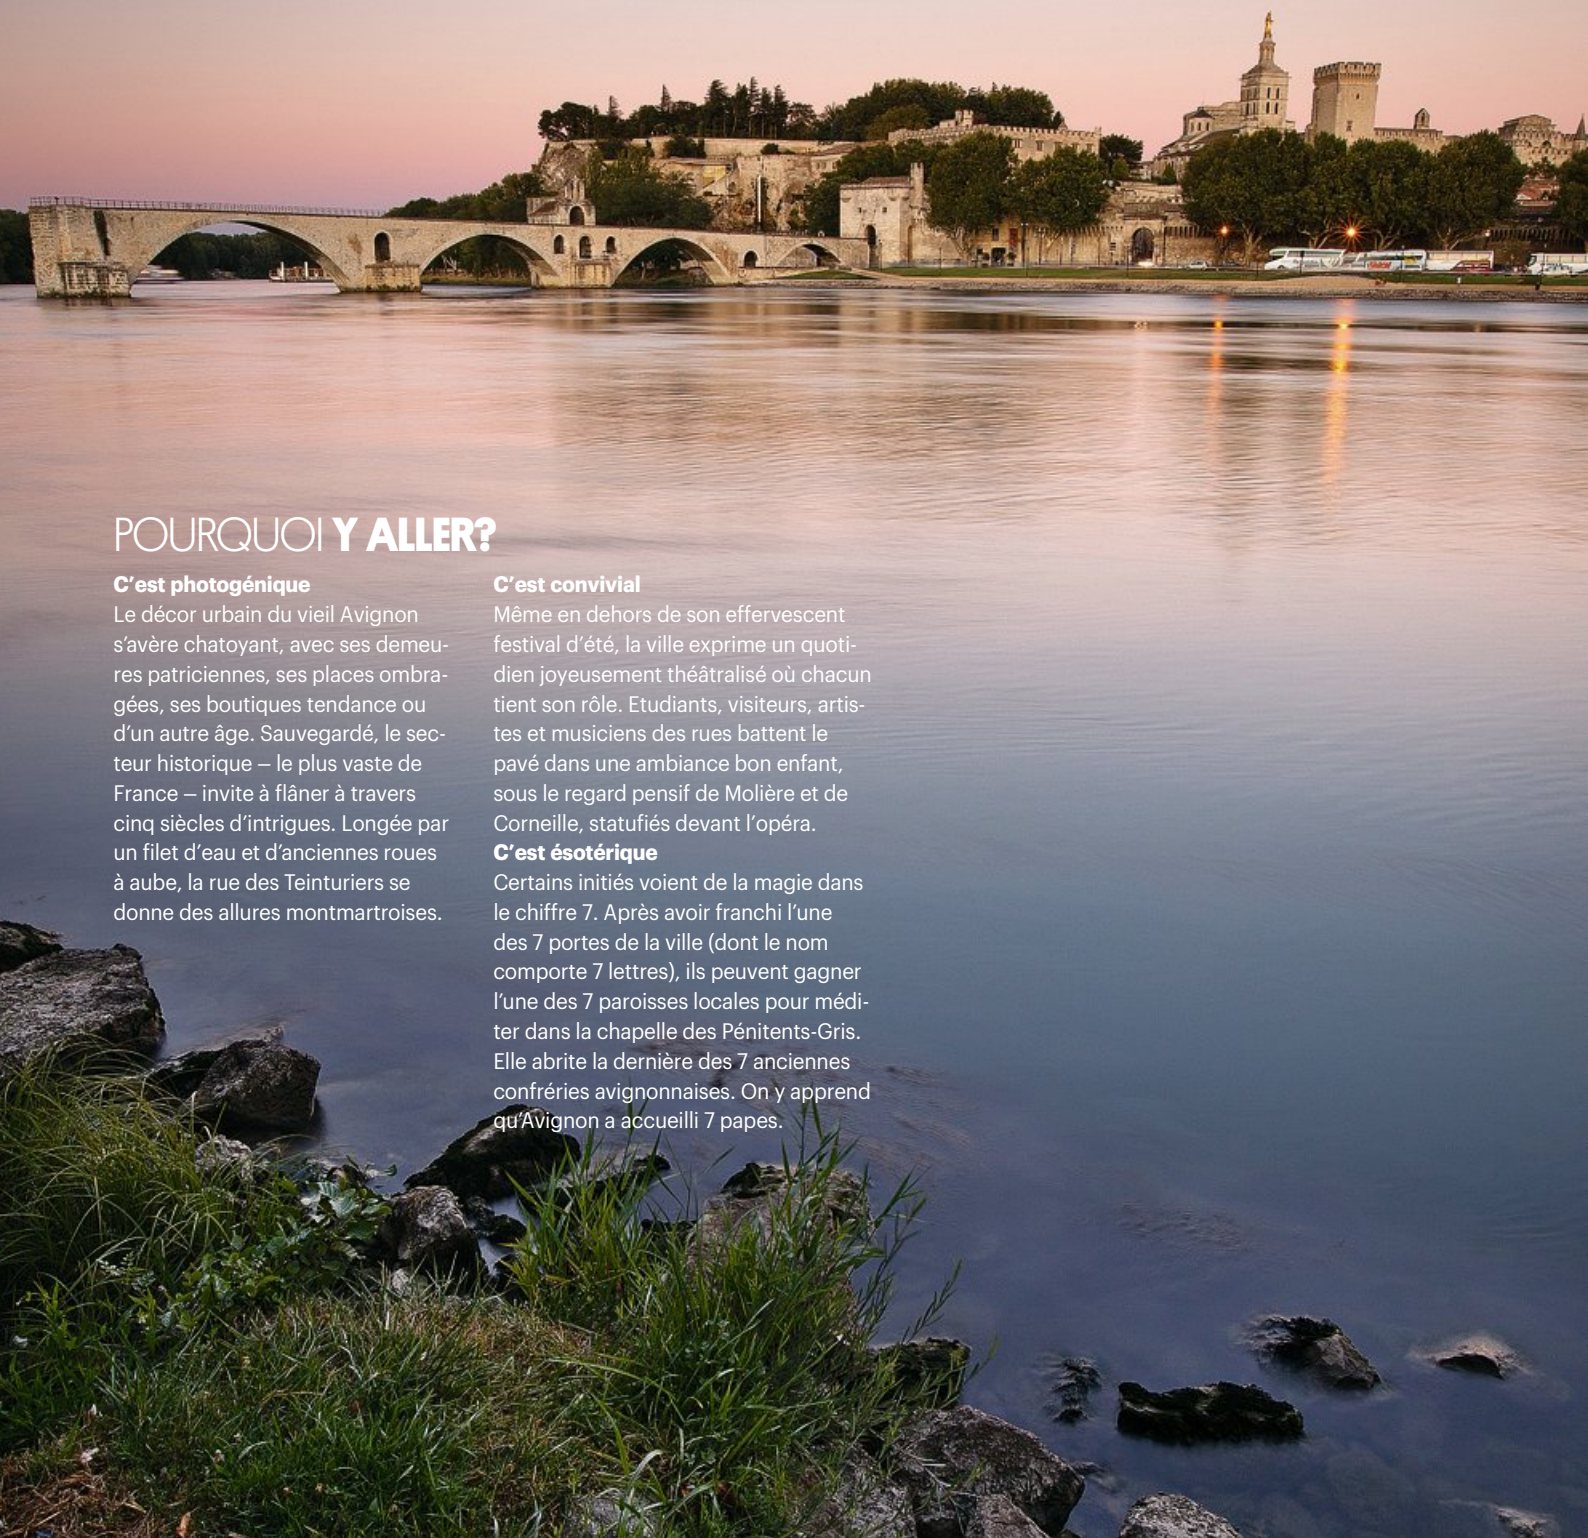 POURQUOI Y ALLER?
C’est photogénique
Le décor urbain du vieil Avignon
s’avère chatoyant, avec ses demeu-
res patriciennes, ses places ombra-
gées, ses boutiques tendance ou
d’un autre âge. Sauvegardé, le sec-
teur historique – le plus vaste de
France – invite à flâner à travers
cinq siècles d’intrigues. Longée par
un filet d’eau et d’anciennes roues
à aube, la rue des Teinturiers se
donne des allures montmartroises.
C’est convivial
Même en dehors de son effervescent
festival d’été, la ville exprime un quoti-
dien joyeusement théâtralisé où chacun
tient son rôle. Etudiants, visiteurs, artis-
tes et musiciens des rues battent le
pavé dans une ambiance bon enfant,
sous le regard pensif de Molière et de
Corneille, statufiés devant l’opéra.
C’est ésotérique
Certains initiés voient de la magie dans
le chiffre 7. Après avoir franchi l’une
des 7 portes de la ville (dont le nom
comporte 7 lettres), ils peuvent gagner
l’une des 7 paroisses locales pour médi-
ter dans la chapelle des Pénitents-Gris.
Elle abrite la dernière des 7 anciennes
confréries avignonnaises. On y apprend
qu’Avignon a accueilli 7 papes.